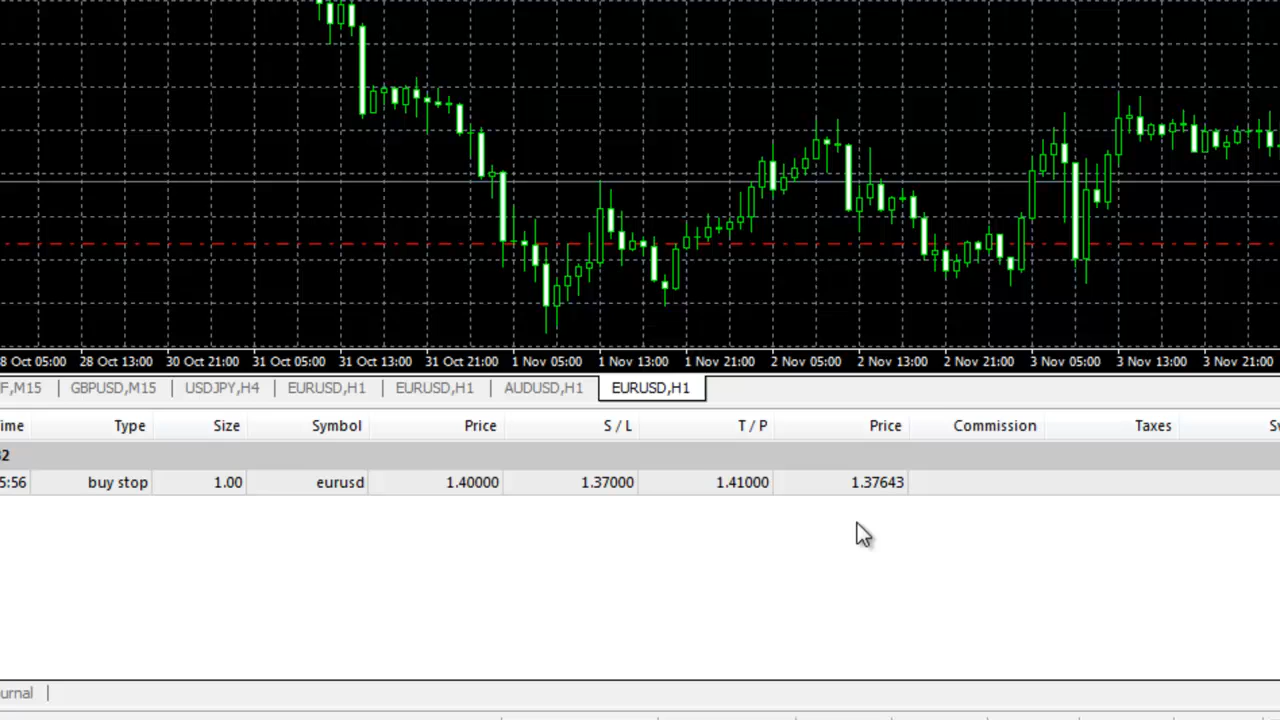 8 Oct 05:00 28 Oct 13:00 30 Oct 21:00 31 Oct 05:00 31 Oct 13:00 31 Oct 21:00 1 Nov 05:00 1 Nov 13:00 1 Nov 21:00 2 Nov 05:00 2 Nov 13:00 2 Nov 21:00 3 Nov 05:00 3 Nov 13:00 3 Nov 21:00
F,M15 | GBPUSD,M15 | USDJPY,H4 | EURUSD,H1 | EURUSD,H1 | AUDUSD,H1 | EURUSD,H1
ime Type Size Symbol Price S / L T / P Price Commission Taxes S
32
5:56 buy stop 1.00 eurusd 1.40000 1.37000 1.41000 1.37643
urnal |